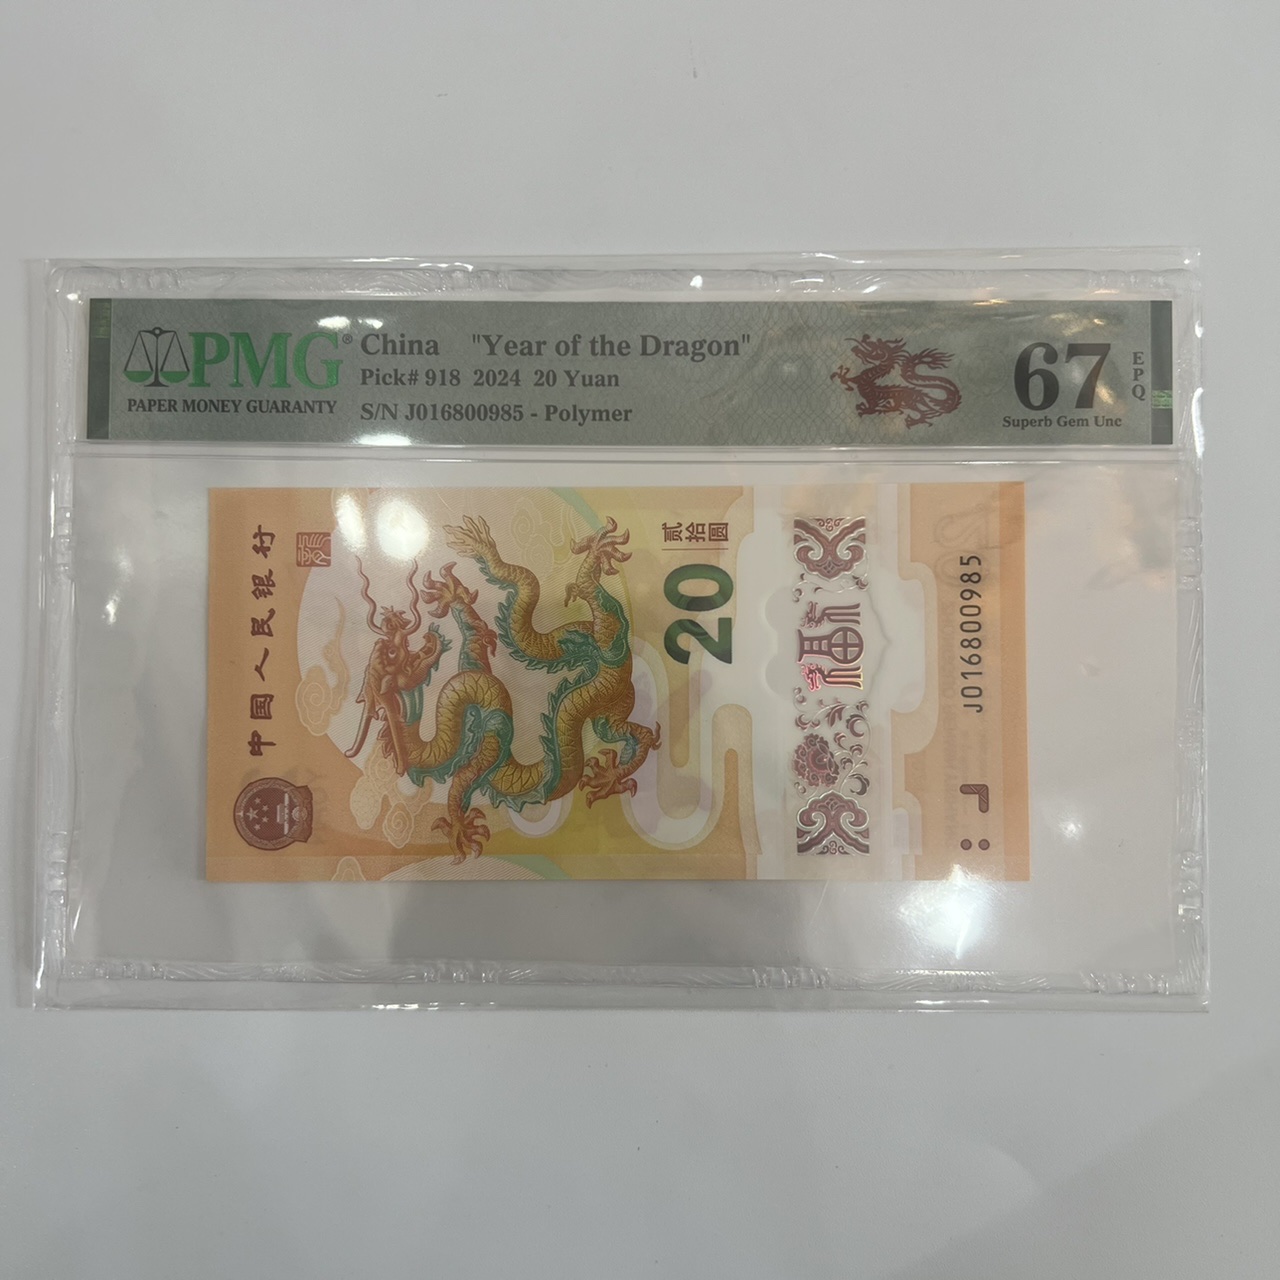 PMG®
PAPER MONEY GUARANTY
China "Year of the Dragon"
Pick# 918 2024 20 Yuan
S/N J016800985 - Polymer
67
EPQ
Superb Gem Unc
中国人民银行
贰拾圆
20
福
J016800985